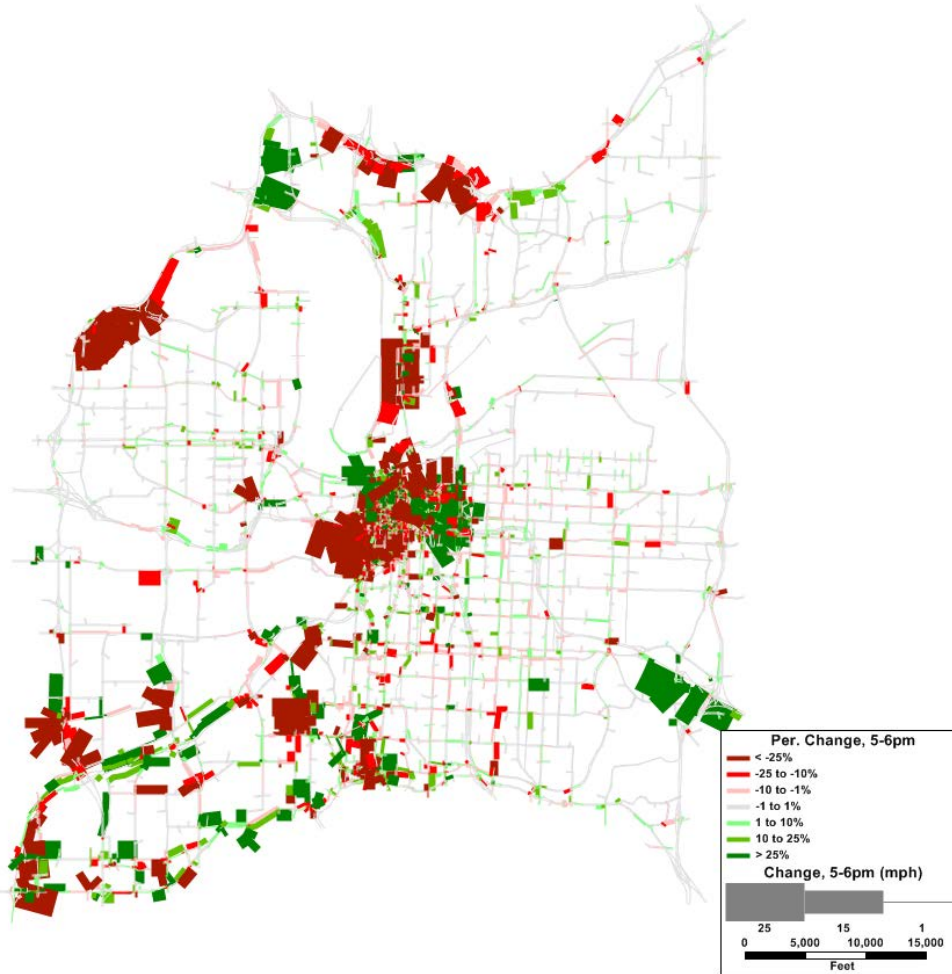 Per. Change, 5-6pm
< -25%
-25 to -10%
-10 to -1%
-1 to 1%
1 to 10%
10 to 25%
> 25%
Change, 5-6pm (mph)
25 15 1
0 5,000 10,000 15,000
Feet